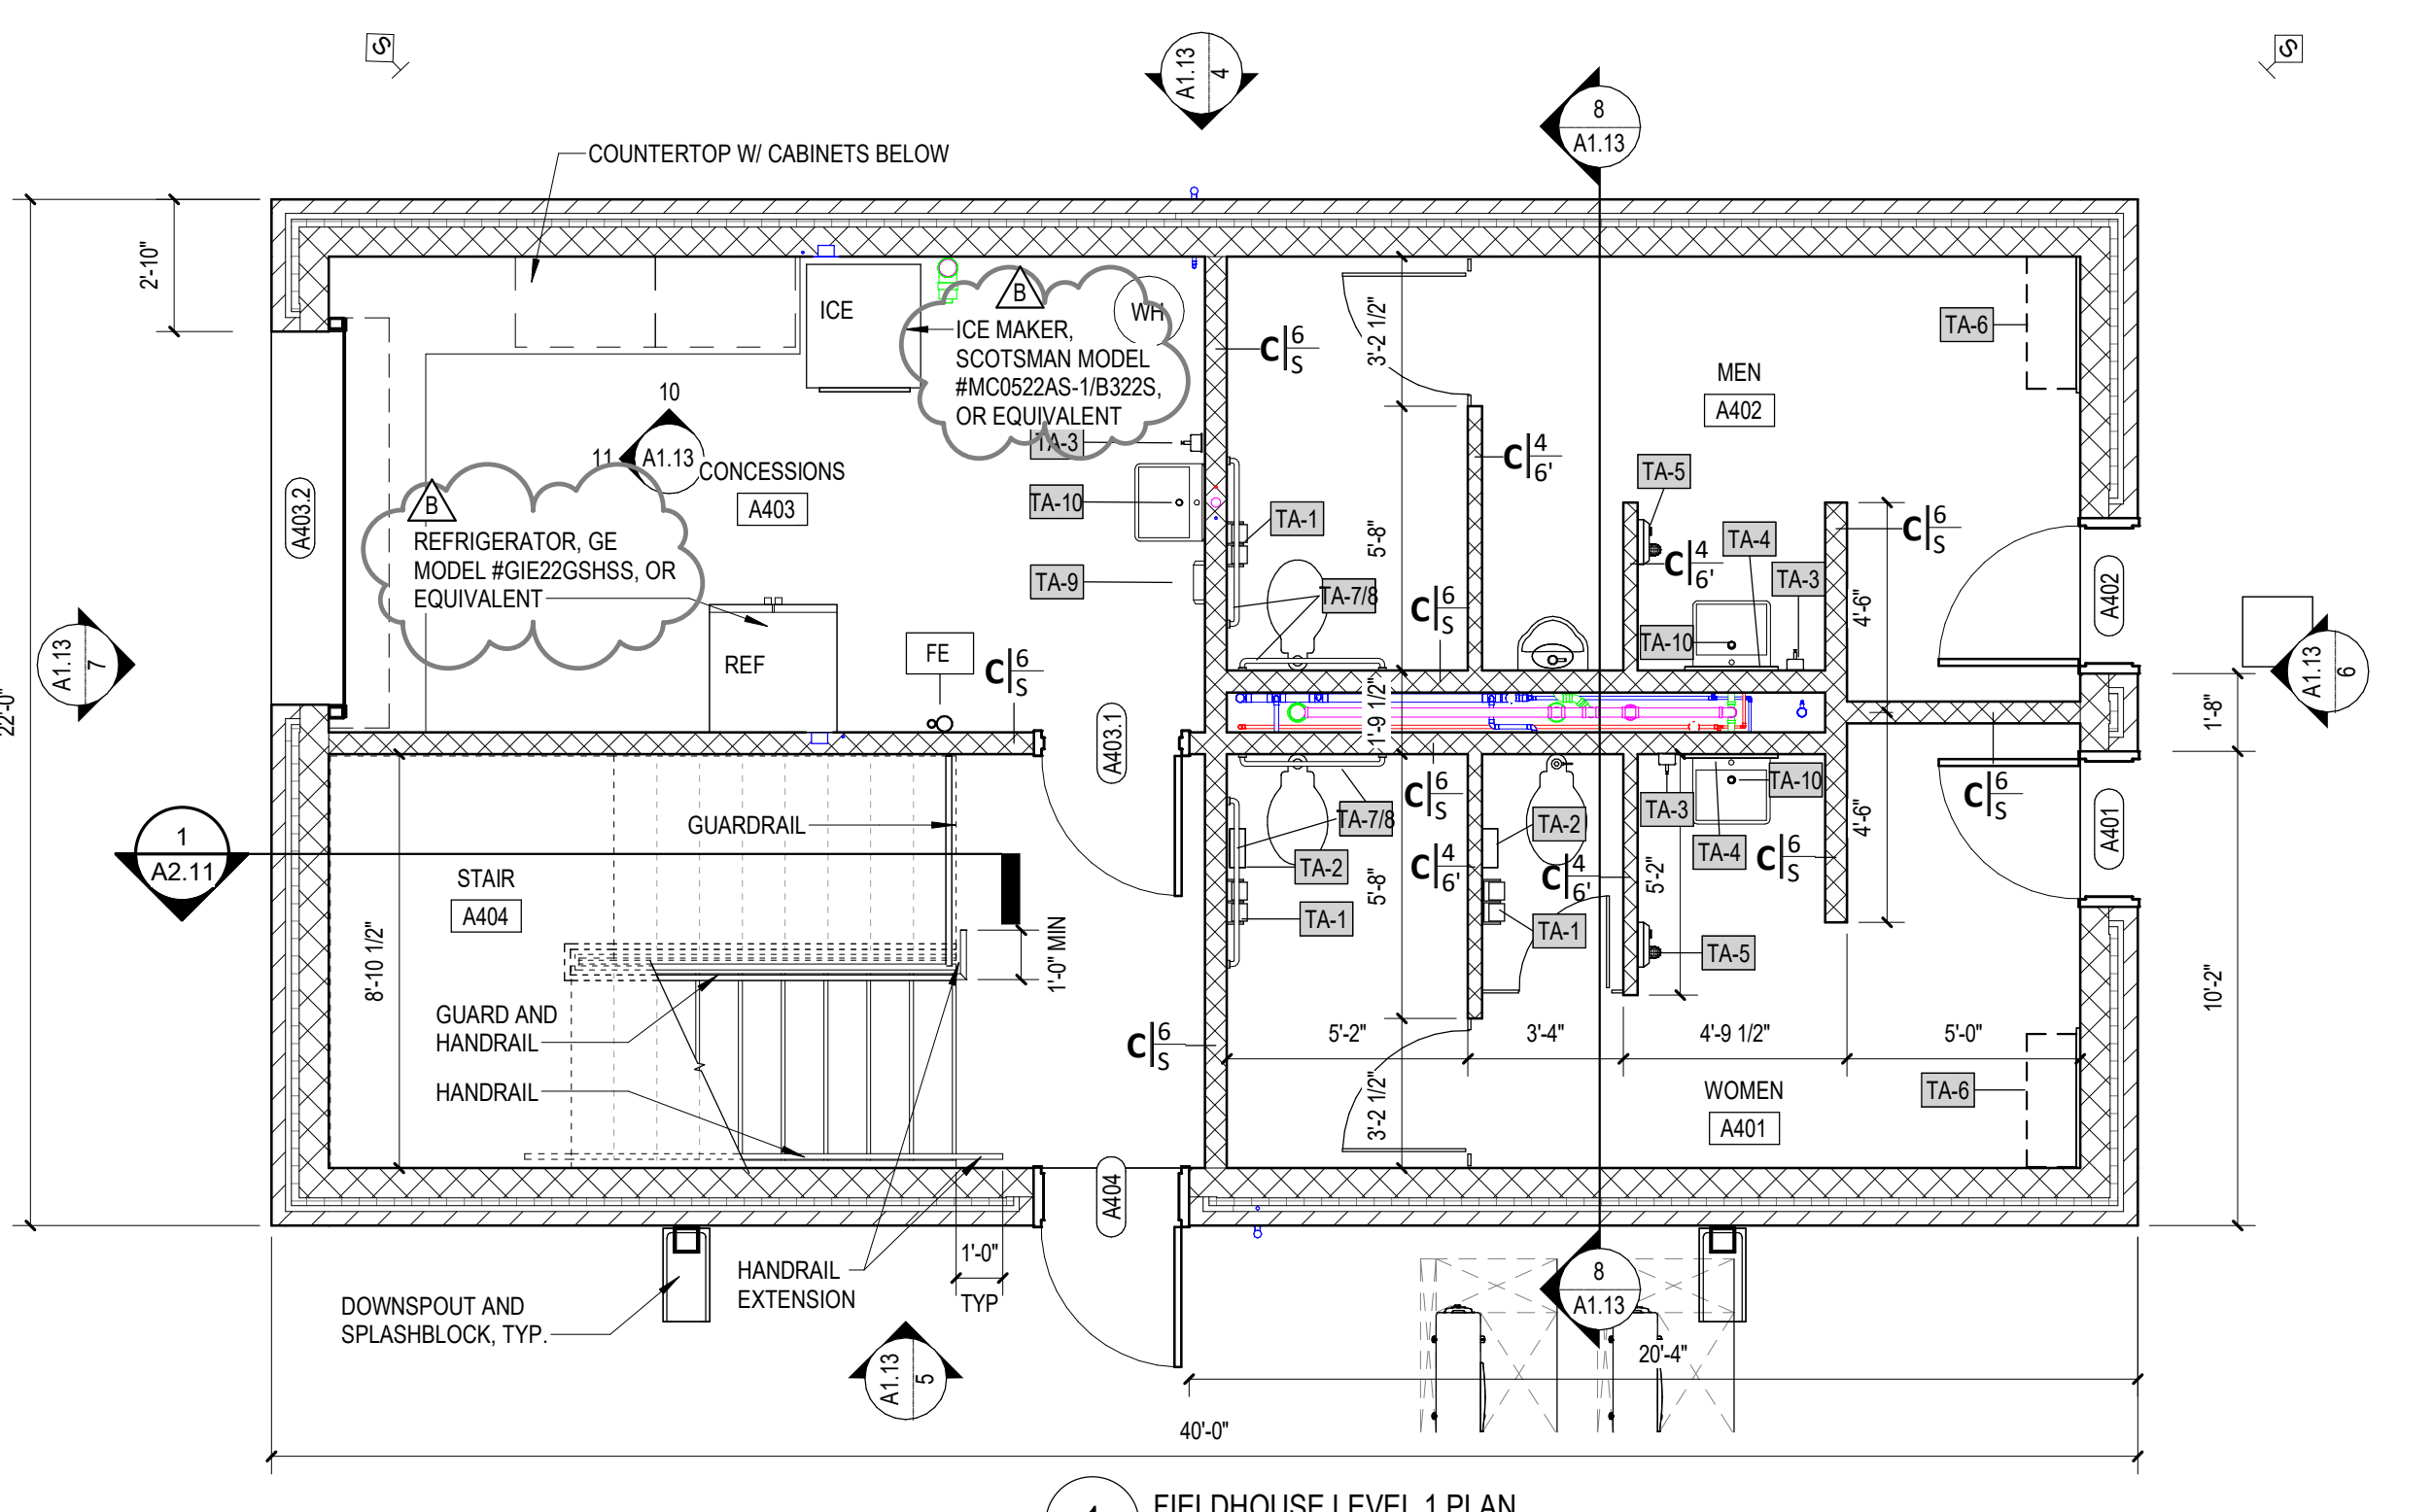 S
A1.13
4
8
A1.13
S
COUNTERTOP W/ CABINETS BELOW
2'-10"
22'-0"
ICE
B
WH
ICE MAKER,
SCOTSMAN MODEL
#MC0522AS-1/B322S,
OR EQUIVALENT
C 6
S
3'-2 1/2"
MEN
A402
TA-6
10
11
A1.13
CONCESSIONS
A403
TA-3
C 4
6'
TA-5
A403.2
B
REFRIGERATOR, GE
MODEL #GIE22GSHSS, OR
EQUIVALENT
TA-10
TA-1
5'-8"
C 4
6'
TA-4
C 6
S
TA-9
TA-7/8
C 6
S
TA-3
4'-6"
A402
A1.13
7
REF
FE
C 6
S
TA-10
A1.13
6
A403.1
1'-9 1/2"
1'-8"
GUARDRAIL
TA-7/8
C 6
S
TA-2
TA-3
TA-10
4'-6"
C 6
S
A401
1
A2.11
STAIR
A404
TA-2
C 4
6'
C 4
6'
5'-2"
TA-4
C 6
S
8'-10 1/2"
1'-0" MIN
TA-1
5'-8"
TA-1
TA-5
10'-2"
GUARD AND
HANDRAIL
C 6
S
5'-2"
3'-4"
4'-9 1/2"
5'-0"
HANDRAIL
3'-2 1/2"
WOMEN
A401
TA-6
A404
1'-0"
TYP
HANDRAIL
EXTENSION
DOWNSPOUT AND
SPLASHBLOCK, TYP.
8
A1.13
A1.13
5
20'-4"
40'-0"
FIELDHOUSE LEVEL 1 PLAN